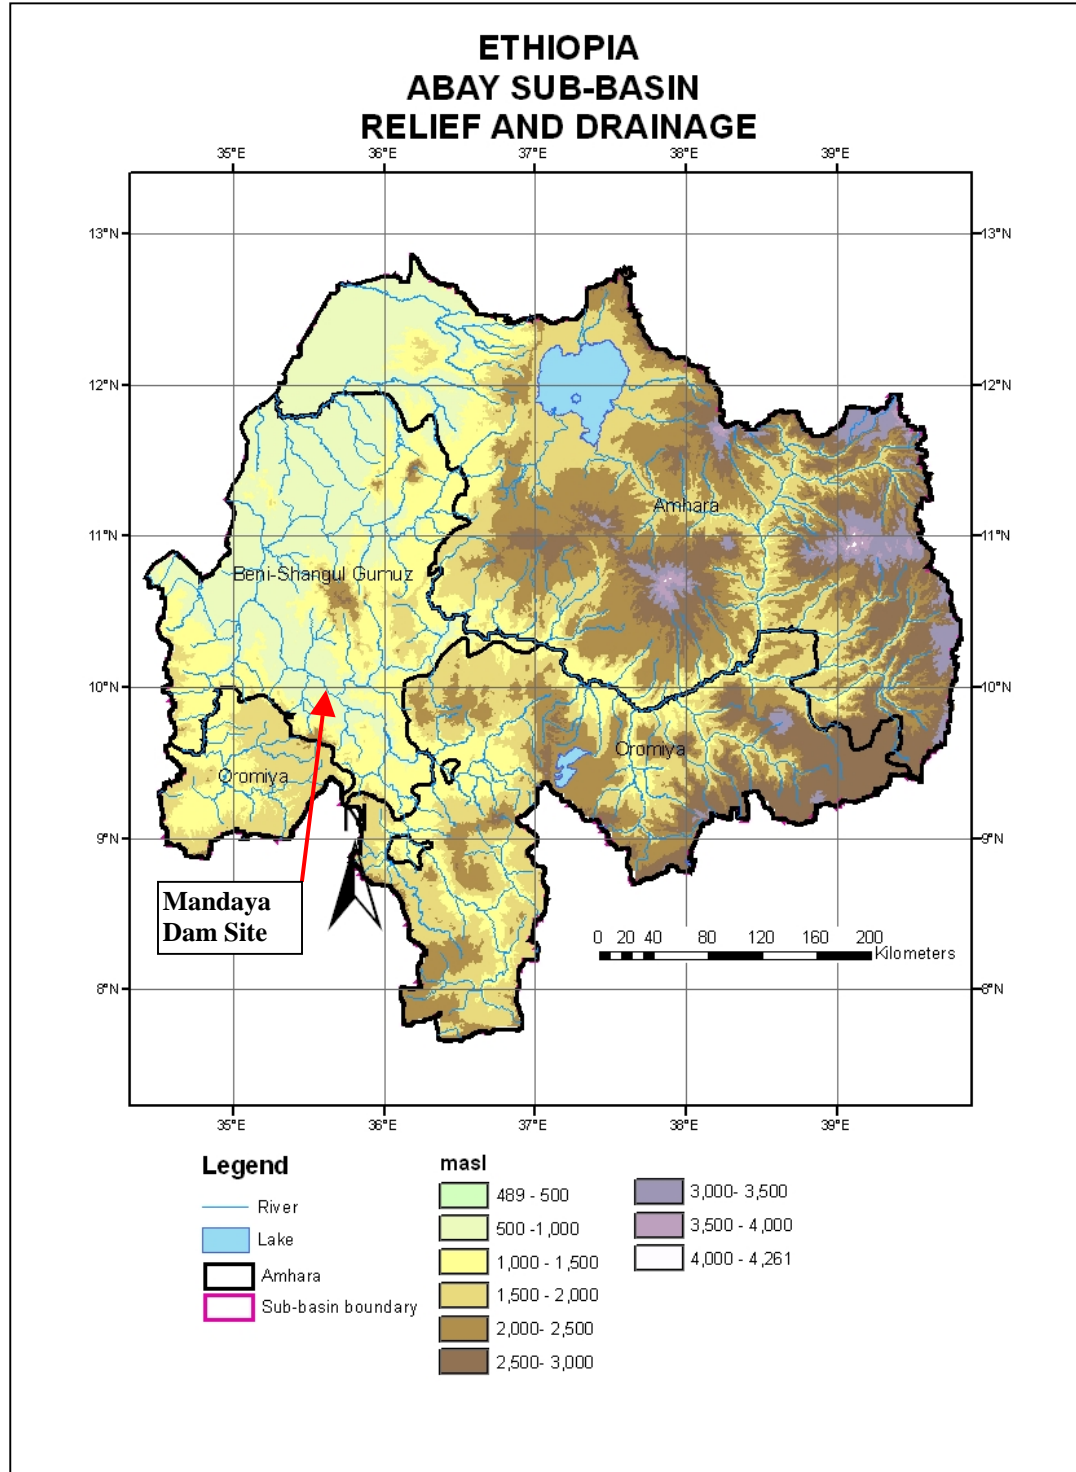 ETHIOPIA
ABAY SUB-BASIN
RELIEF AND DRAINAGE
35°E 36°E 37°E 38°E 39°E
13°N 13°N
12°N 12°N
Amhara
11°N 11°N
Beni-Shangul Gumuz
10°N 10°N
Oromiya
Oromiya
9°N 9°N
N
Mandaya
Dam Site
0 20 40 80 120 160 200
Kilometers
8°N 8°N
35°E 36°E 37°E 38°E 39°E
Legend
River
Lake
Amhara
Sub-basin boundary
masl
489 - 500
500 -1,000
1,000 - 1,500
1,500 - 2,000
2,000- 2,500
2,500- 3,000
3,000- 3,500
3,500 - 4,000
4,000 - 4,261